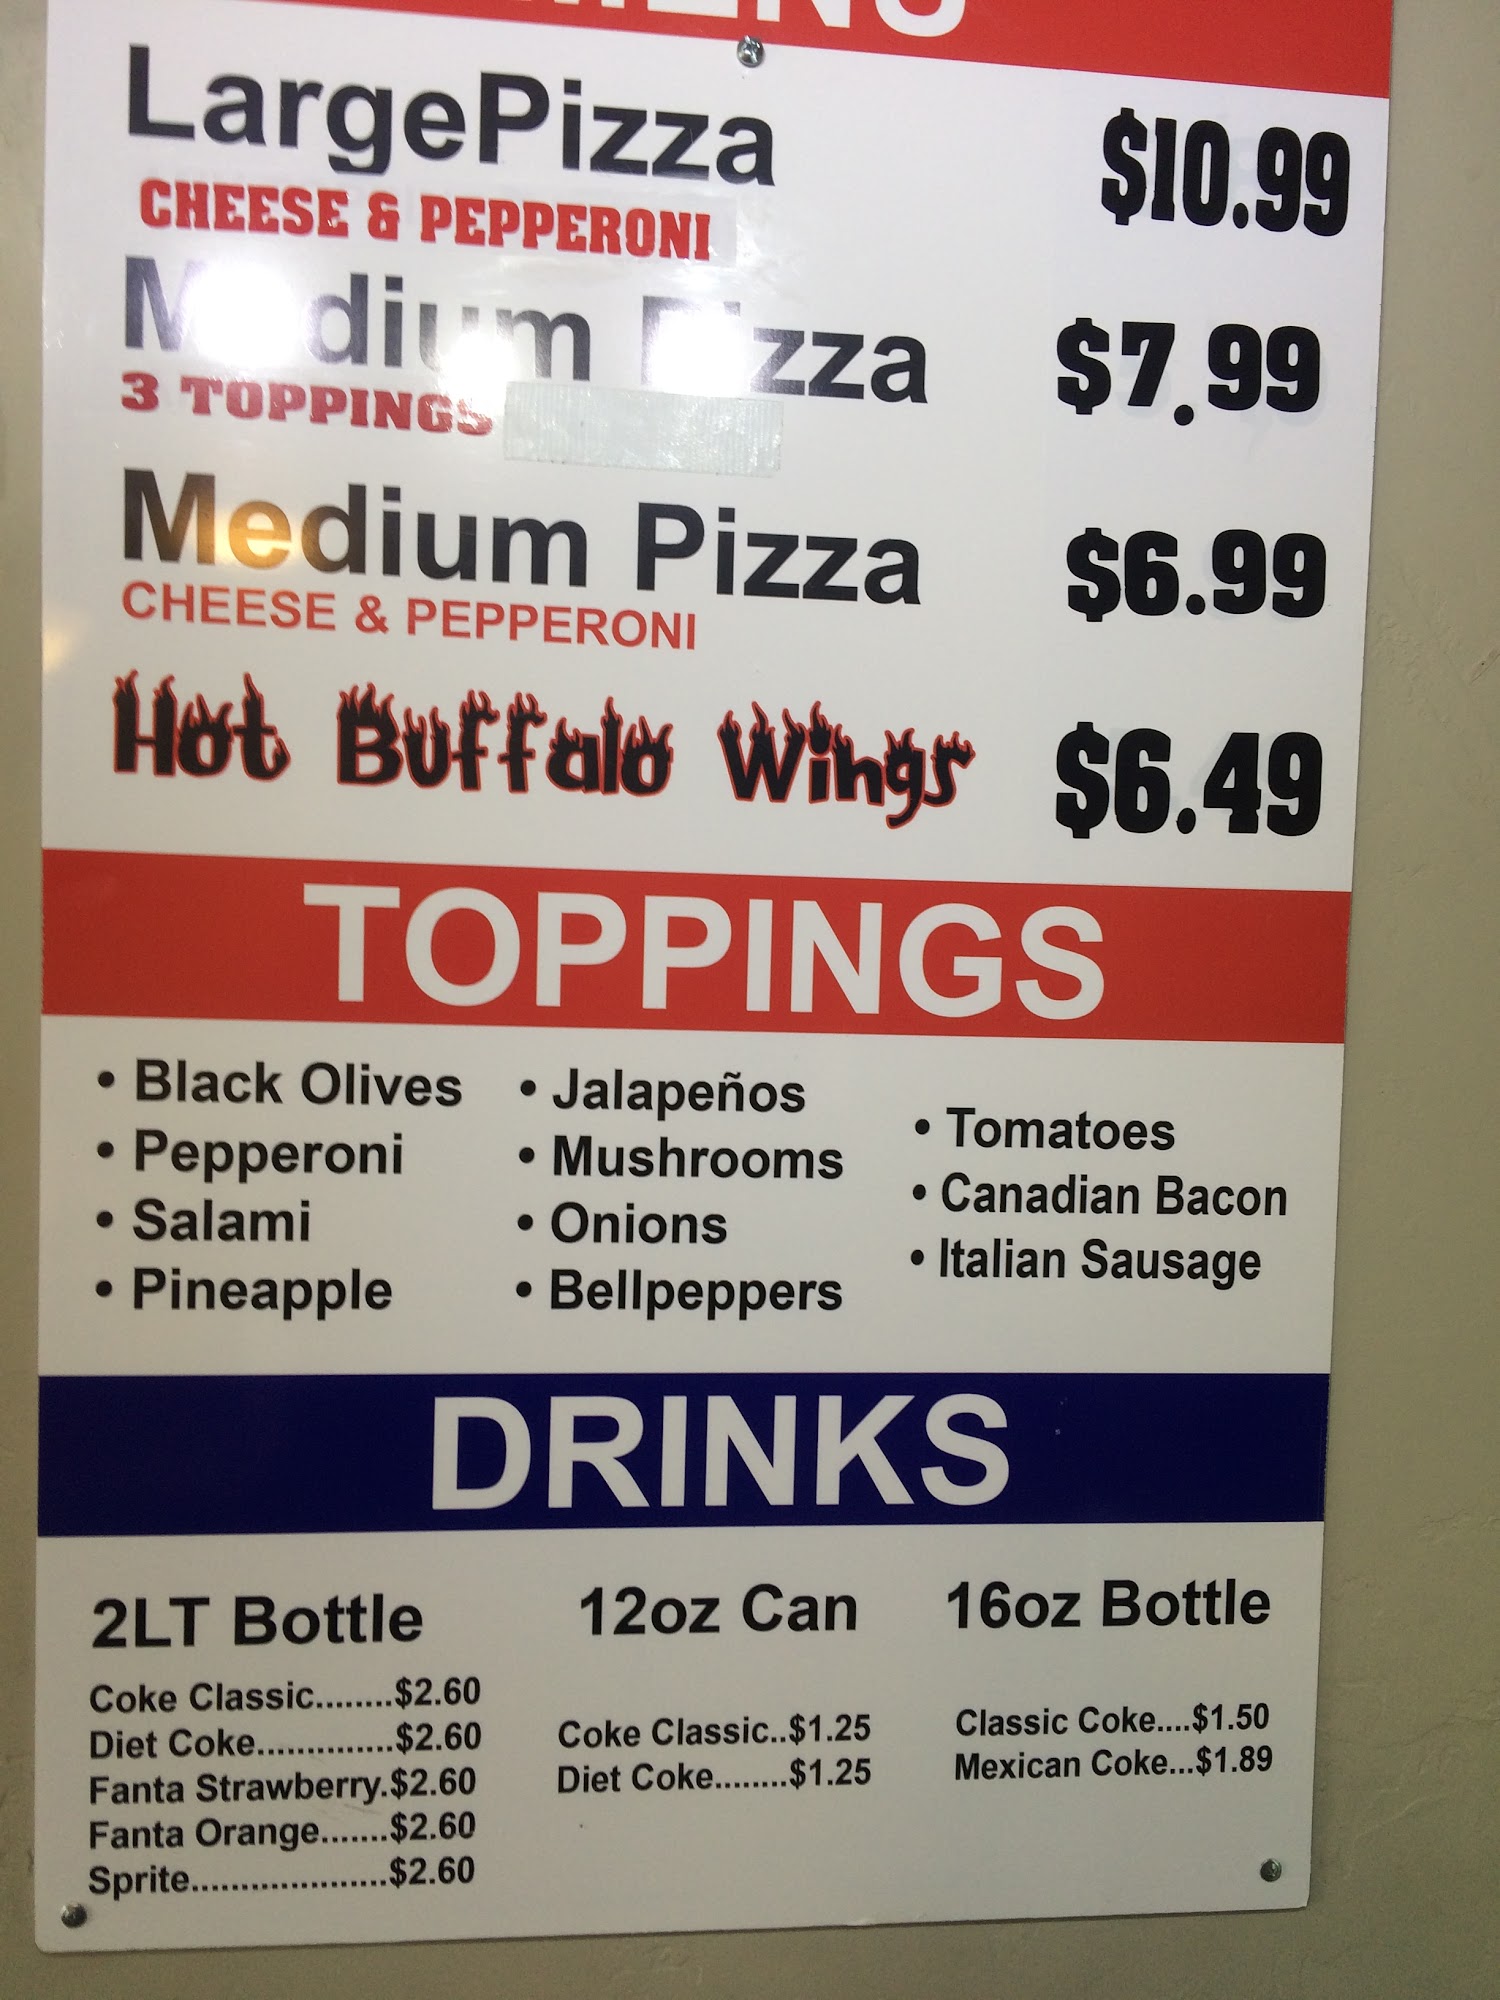 MENU
LargePizza $10.99
CHEESE & PEPPERONI
Medium Pizza $7.99
3 TOPPINGS
Medium Pizza $6.99
CHEESE & PEPPERONI
Hot Buffalo Wings $6.49
TOPPINGS
• Black Olives
• Pepperoni
• Salami
• Pineapple
• Jalapeños
• Mushrooms
• Onions
• Bellpeppers
• Tomatoes
• Canadian Bacon
• Italian Sausage
DRINKS
2LT Bottle
Coke Classic........$2.60
Diet Coke..............$2.60
Fanta Strawberry.$2.60
Fanta Orange.......$2.60
Sprite....................$2.60
12oz Can
Coke Classic..$1.25
Diet Coke........$1.25
16oz Bottle
Classic Coke....$1.50
Mexican Coke...$1.89